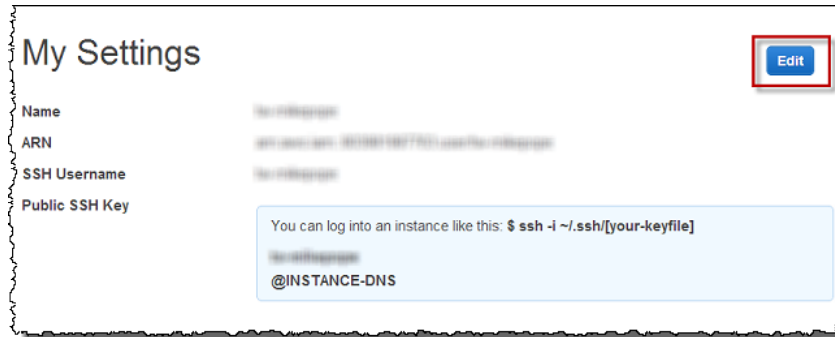 My Settings
Edit
Name
ARN
SSH Username
Public SSH Key
You can log into an instance like this: $ ssh -i ~/.ssh/[your-keyfile]
@INSTANCE-DNS